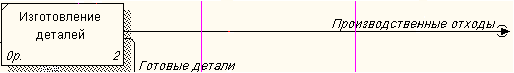 Изготовление
деталей
0р.
2
Производственные отходы
Готовые детали